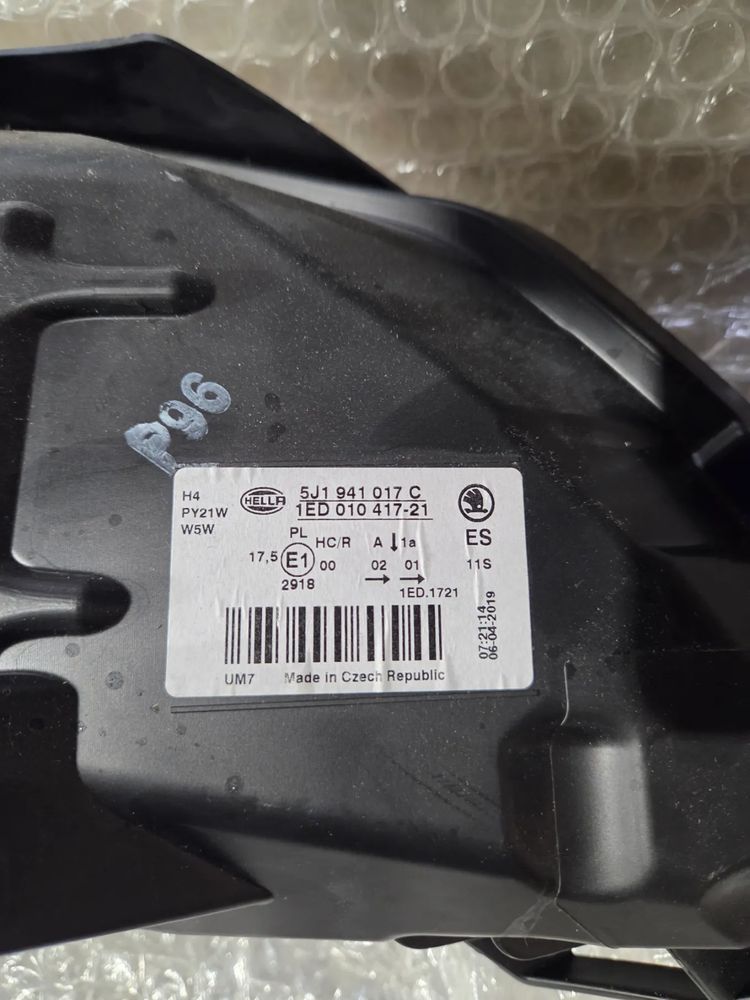 P96
H4
PY21W
W5W
HELLA
5J1 941 017 C
1ED 010 417-21
ES
PL
17,5 E1 HC/R A ↓1a
00 02 01 11S
2918 → → 1ED.1721
07:21:14
06-04-2019
UM7 Made in Czech Republic